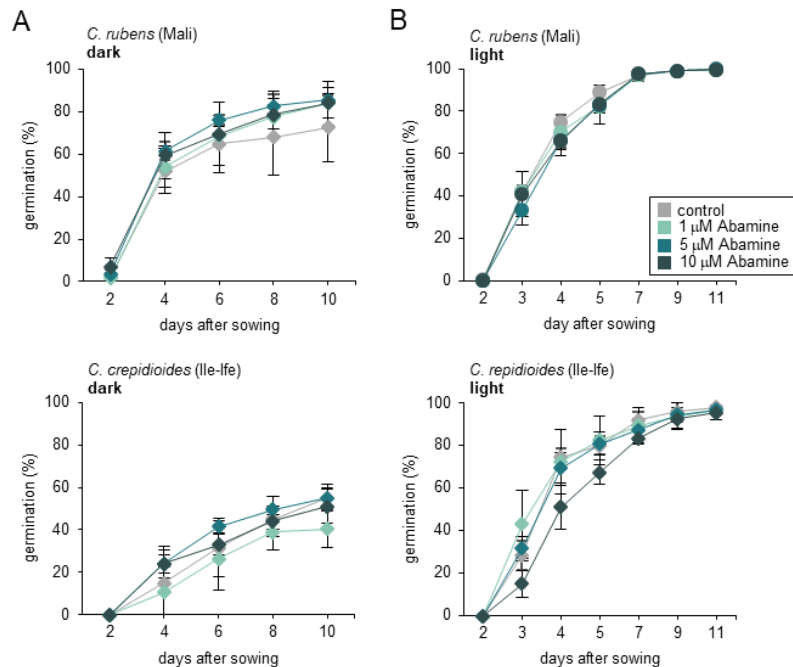 A
C. rubens (Mali)
dark
100
80
60
40
20
0
germination (%)
2 4 6 8 10
days after sowing
B
C. rubens (Mali)
light
100
80
60
40
20
0
germination (%)
2 3 4 5 7 9 11
day after sowing
control
1 μM Abamine
5 μM Abamine
10 μM Abamine
C. crepidioides (Ile-Ife)
dark
100
80
60
40
20
0
germination (%)
2 4 6 8 10
days after sowing
C. repidioides (Ile-Ife)
light
100
80
60
40
20
0
germination (%)
2 3 4 5 7 9 11
days after sowing